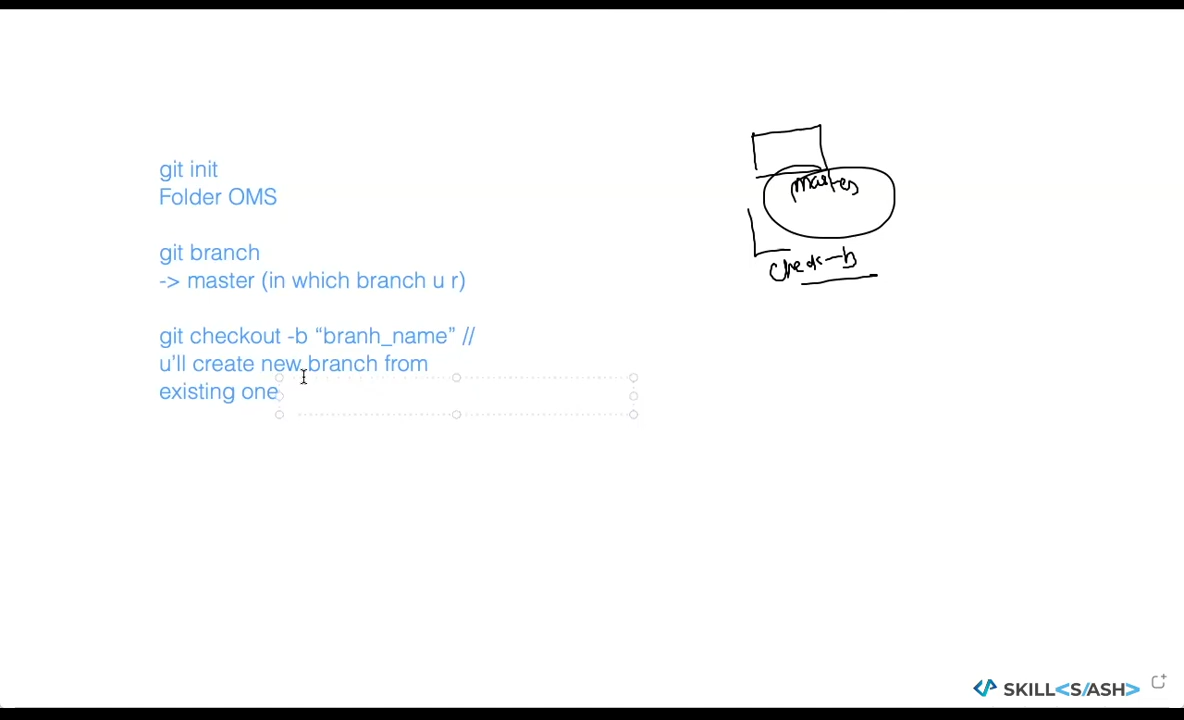 git init
Folder OMS
git branch
-> master (in which branch u r)
git checkout -b “branh_name” //
u’ll create new branch from
existing one
master
check-b
SKILL<S/ASH>